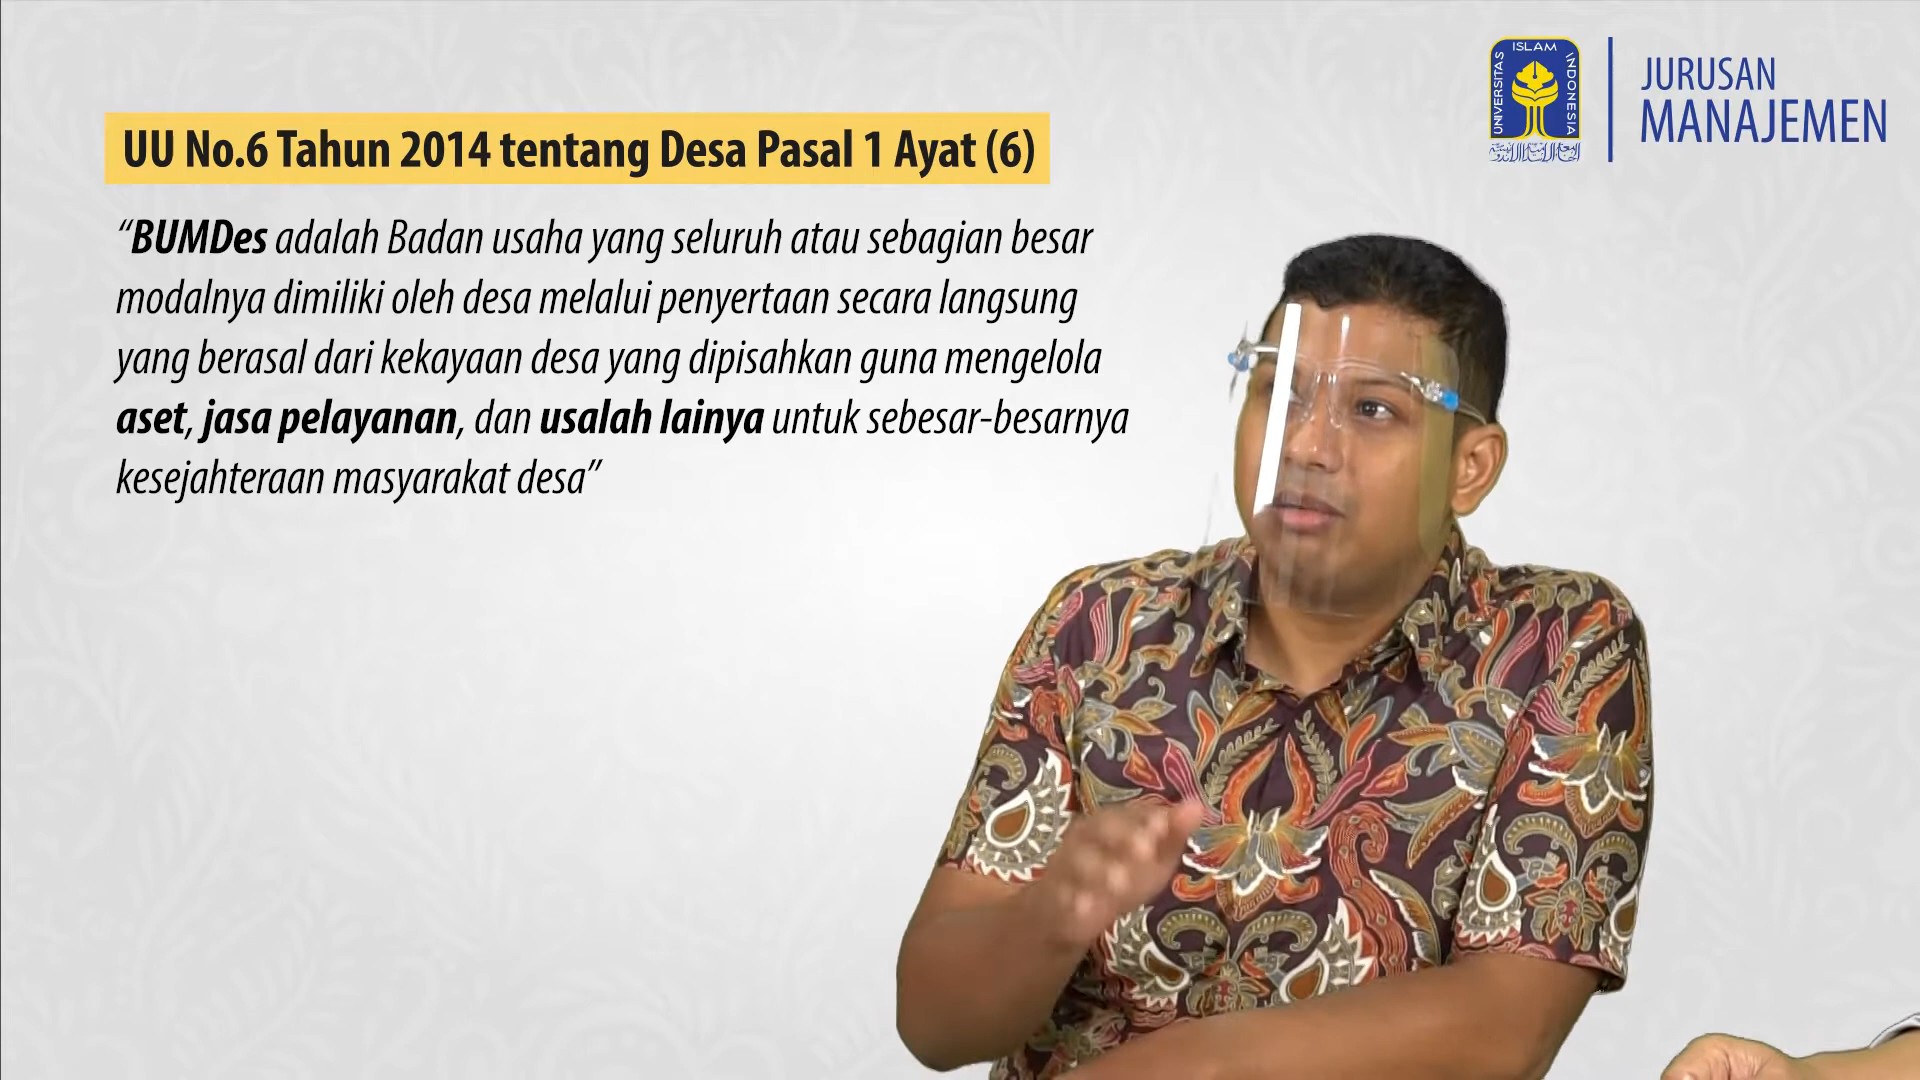 UNIVERSITAS ISLAM INDONESIA
JURUSAN
MANAJEMEN
UU No.6 Tahun 2014 tentang Desa Pasal 1 Ayat (6)
“BUMDes adalah Badan usaha yang seluruh atau sebagian besar
modalnya dimiliki oleh desa melalui penyertaan secara langsung
yang berasal dari kekayaan desa yang dipisahkan guna mengelola
aset, jasa pelayanan, dan usalah lainya untuk sebesar-besarnya
kesejahteraan masyarakat desa”